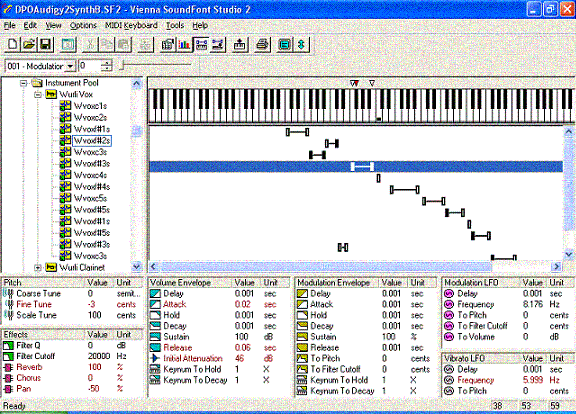 DPOAudigy2SynthB.SF2 - Vienna SoundFont Studio 2
File Edit View Options MIDI Keyboard Tools Help
001 - Modulation 0
Instrument Pool
Wurli Vox
Wvoxc1s
Wvoxc2s
Wvoxf#1s
Wvoxf#2s
Wvoxc3s
Wvoxf#3s
Wvoxc4s
Wvoxf#4s
Wvoxc5s
Wvoxf#5s
Wvoxf#1s
Wvoxf#5s
Wvoxf#3s
Wvoxc3s
Wurli Clarinet
Pitch Value Unit
Coarse Tune 0 semit...
Fine Tune -3 cents
Scale Tune 100 cents
Effects Value Unit
Filter Q 0 dB
Filter Cutoff 20000 Hz
Reverb 100 %
Chorus 0 %
Pan -50 %
Volume Envelope Value Unit
Delay 0.001 sec
Attack 0.02 sec
Hold 0.001 sec
Decay 0.001 sec
Sustain 100 dB
Release 0.06 sec
Initial Attenuation 46 dB
Keynum To Hold 1 X
Keynum To Decay 1 X
Modulation Envelope Value Unit
Delay 0.001 sec
Attack 0.001 sec
Hold 0.001 sec
Decay 0.001 sec
Sustain 100 %
Release 0.001 sec
To Pitch 0 cents
To Filter Cutoff 0 cents
Keynum To Hold 1 X
Keynum To Decay 1 X
Modulation LFO Value Unit
Delay 0.001 sec
Frequency 8.176 Hz
To Pitch 0 cents
To Filter Cutoff 0 cents
To Volume 0 dB
Vibrato LFO Value Unit
Delay 0.001 sec
Frequency 5.999 Hz
To Pitch 0 cents
Ready 38 53 59